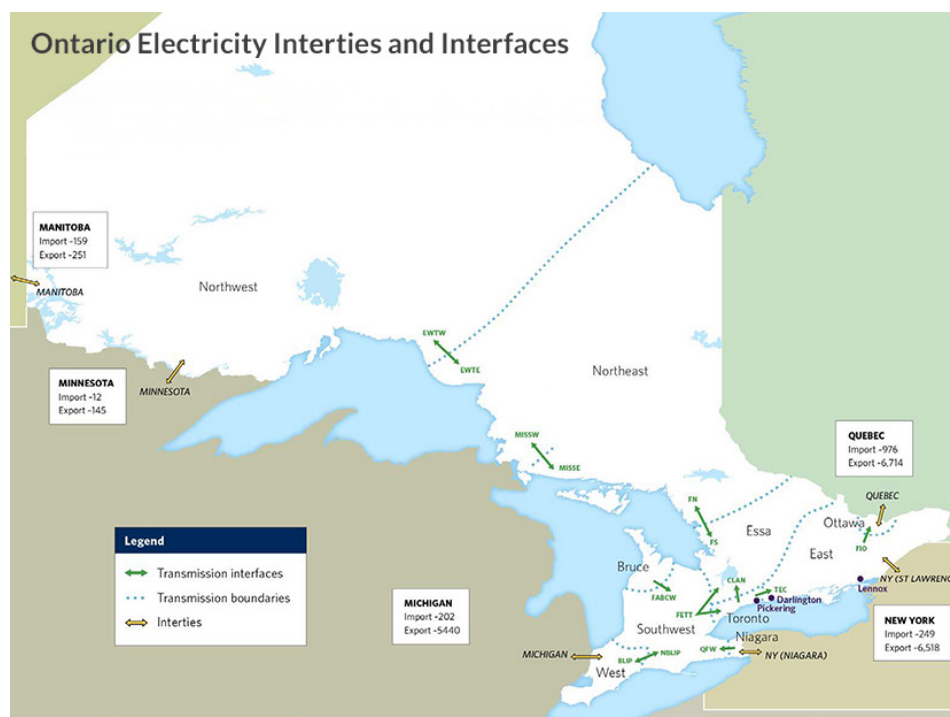 Ontario Electricity Interties and Interfaces
MANITOBA
Import -159
Export -251
MANITOBA
Northwest
EWTW
EWTE
MINNESOTA
Import -12
Export -145
MINNESOTA
Northeast
MISSW
MISSE
QUEBEC
Import -976
Export -6,714
QUEBEC
FN
FS
Essa
Ottawa
East
FIO
NY (ST LAWRENC
Legend
Transmission interfaces
Transmission boundaries
Interties
Bruce
FABCW
CLAN
TEC
Lennox
Darlington
Pickering
FETT
Toronto
MICHIGAN
Import -202
Export -5440
Southwest
Niagara
NEW YORK
Import -249
Export -6,518
MICHIGAN
BLIP
NBLIP
QFW
NY (NIAGARA)
West